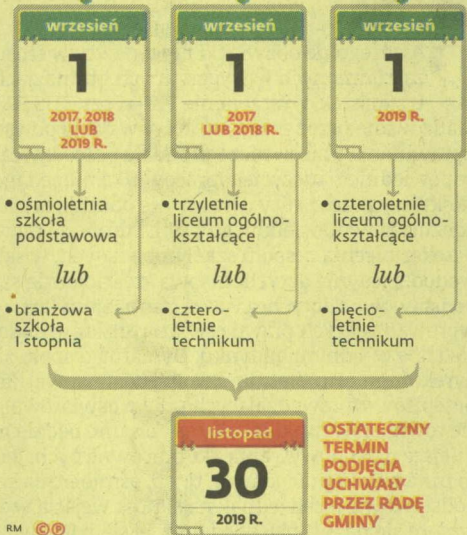 wrzesień
1
2017, 2018
LUB
2019 R.
wrzesień
1
2017
LUB 2018 R.
wrzesień
1
2019 R.
• ośmioletnia
szkoła
podstawowa
lub
• branżowa
szkoła
I stopnia
• trzyletnie
liceum ogólno-
kształcące
lub
• cztero-
letnie
technikum
• czteroletnie
liceum ogólno-
kształcące
lub
• pięcio-
letnie
technikum
listopad
30
2019 R.
OSTATECZNY
TERMIN
PODJĘCIA
UCHWAŁY
PRZEZ RADĘ
GMINY
RM ©℗